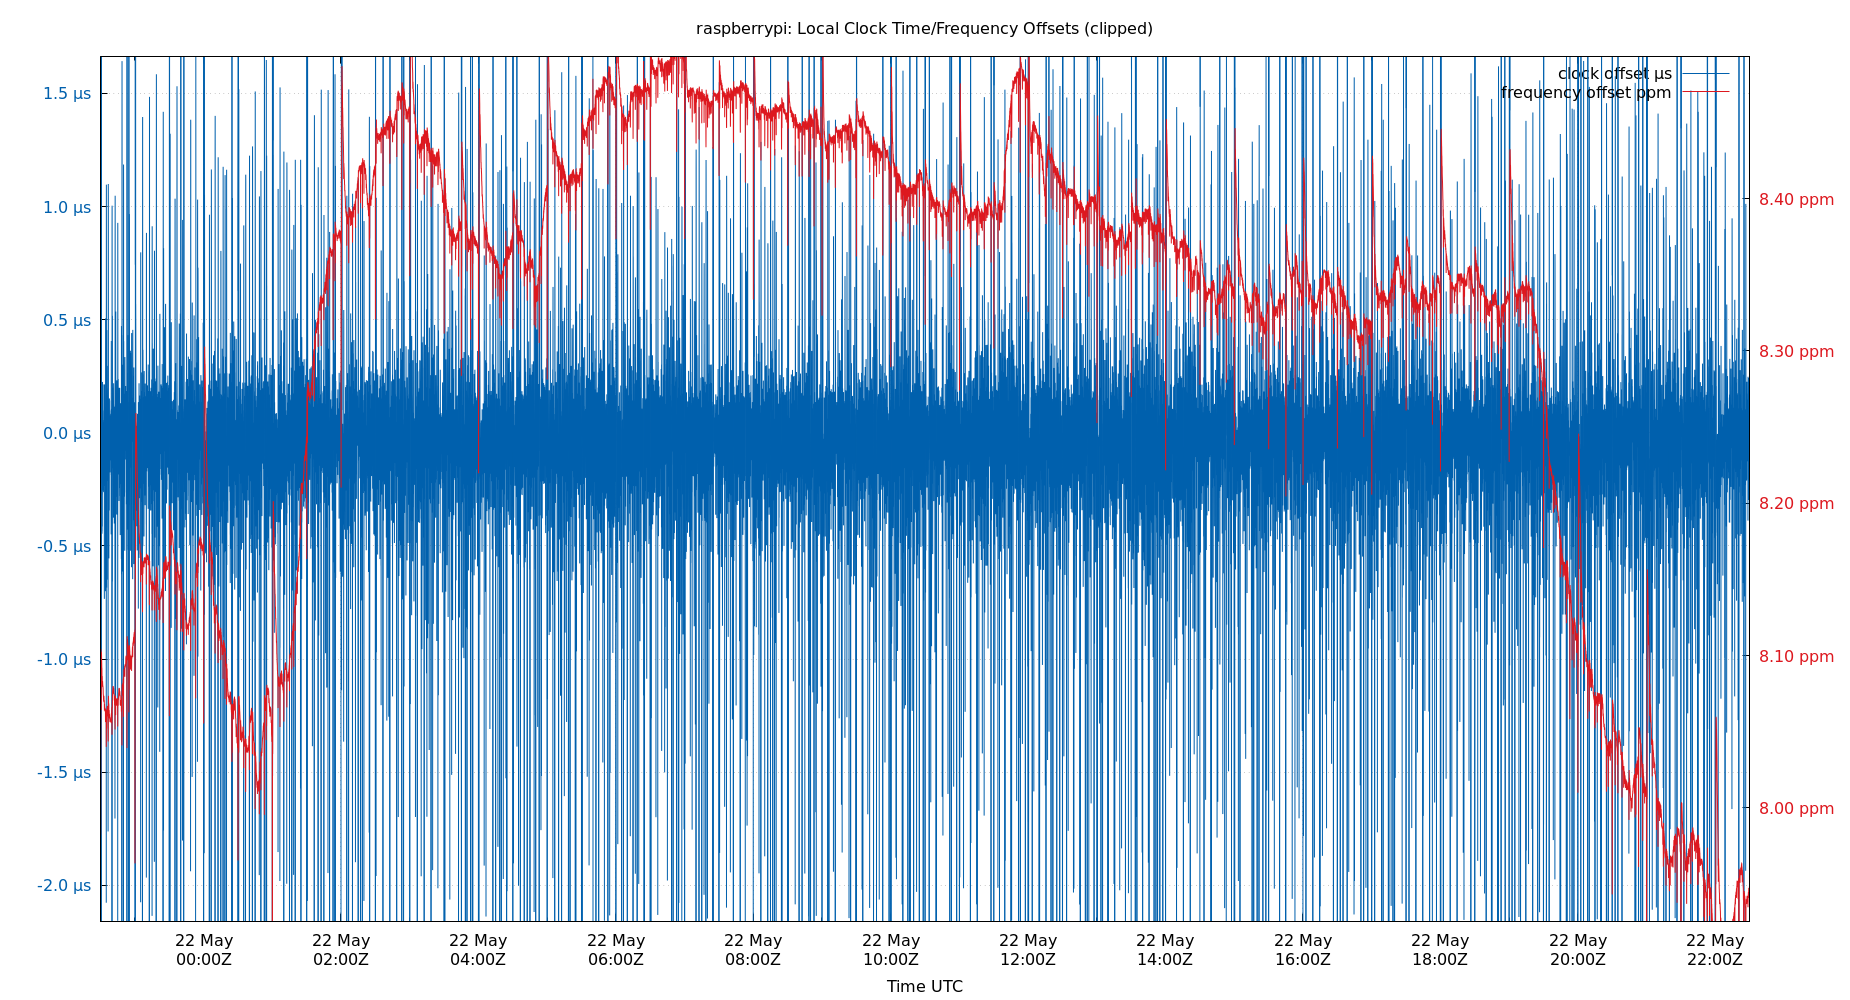 raspberrypi: Local Clock Time/Frequency Offsets (clipped)
clock offset µs
frequency offset ppm
1.5 µs
1.0 µs
0.5 µs
0.0 µs
-0.5 µs
-1.0 µs
-1.5 µs
-2.0 µs
8.40 ppm
8.30 ppm
8.20 ppm
8.10 ppm
8.00 ppm
22 May 22 May 22 May 22 May 22 May 22 May 22 May 22 May 22 May 22 May 22 May 22 May
00:00Z 02:00Z 04:00Z 06:00Z 08:00Z 10:00Z 12:00Z 14:00Z 16:00Z 18:00Z 20:00Z 22:00Z
Time UTC